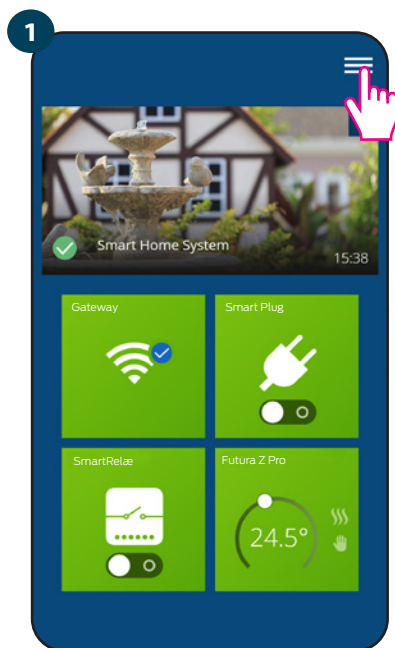 1
Smart Home System
15:38
Gateway
Smart Plug
SmartRelæ
Futura Z Pro
24.5°